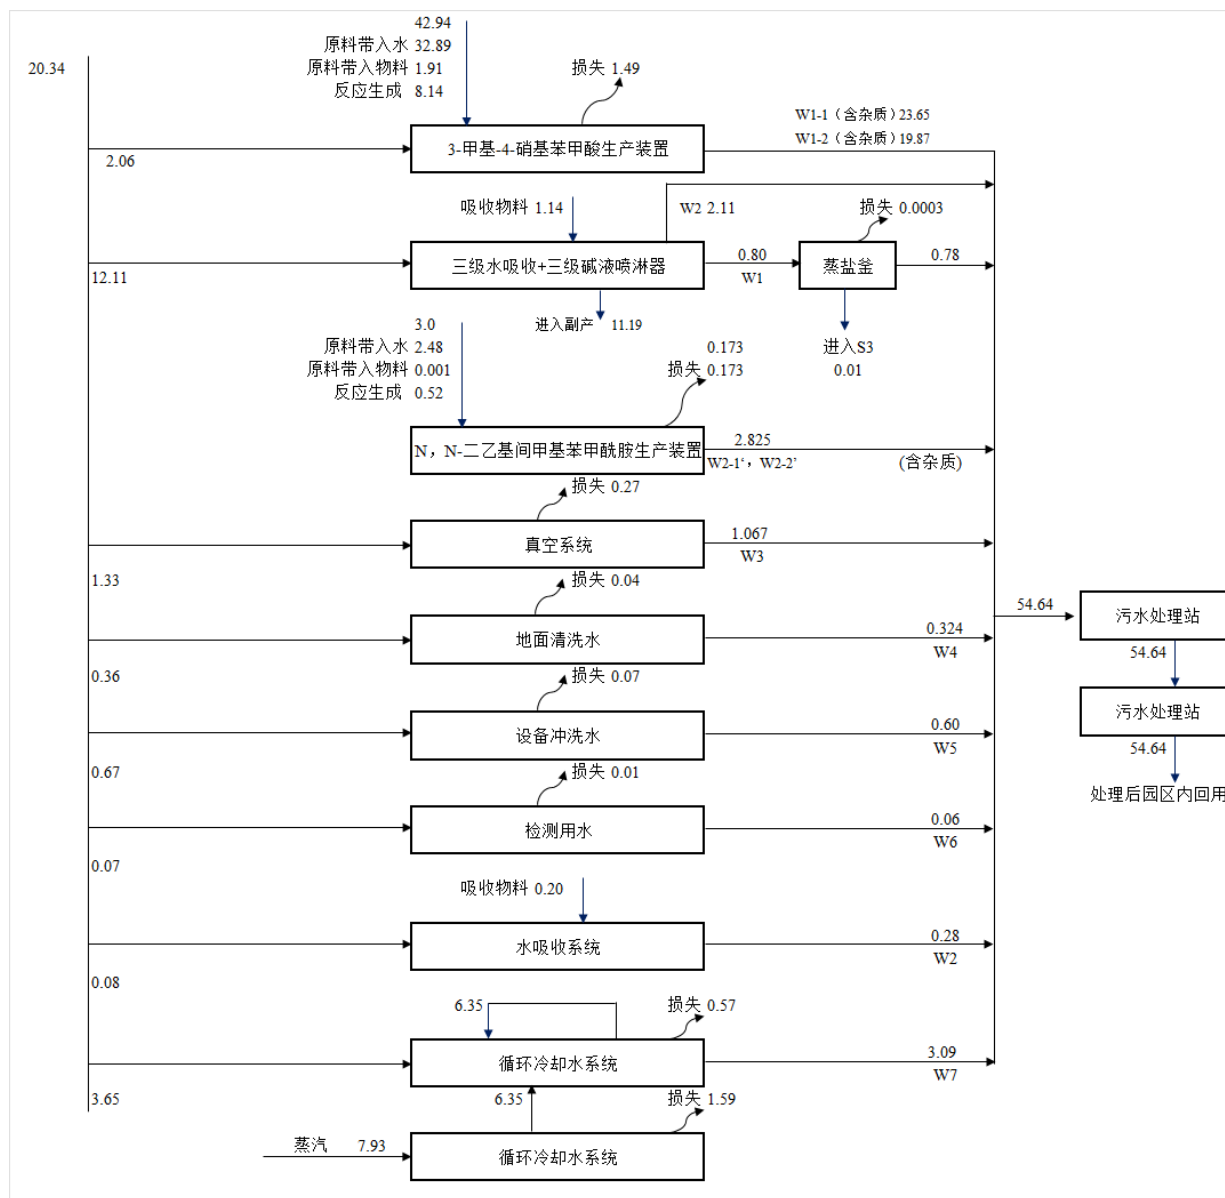 42.94
原料带入水 32.89
20.34
原料带入物料 1.91
损失 1.49
反应生成 8.14
W1-1（含杂质）23.65
W1-2（含杂质）19.87
3-甲基-4-硝基苯甲酸生产装置
2.06
吸收物料 1.14
W2 2.11
损失 0.0003
三级水吸收+三级碱液喷淋器
0.80
W1
蒸盐釜
0.78
12.11
进入副产 11.19
3.0
原料带入水 2.48
原料带入物料 0.001
反应生成 0.52
0.173
损失 0.173
进入S3
0.01
N，N-二乙基间甲基苯甲酰胺生产装置
2.825
W2-1‘，W2-2’
(含杂质)
损失 0.27
真空系统
1.067
W3
1.33
损失 0.04
地面清洗水
0.324
W4
54.64
污水处理站
54.64
0.36
损失 0.07
设备冲洗水
0.60
W5
污水处理站
54.64
处理后园区内回用
0.67
损失 0.01
检测用水
0.06
W6
0.07
吸收物料 0.20
水吸收系统
0.28
W2
0.08
6.35
损失 0.57
循环冷却水系统
3.09
W7
3.65
6.35
损失 1.59
蒸汽 7.93
循环冷却水系统